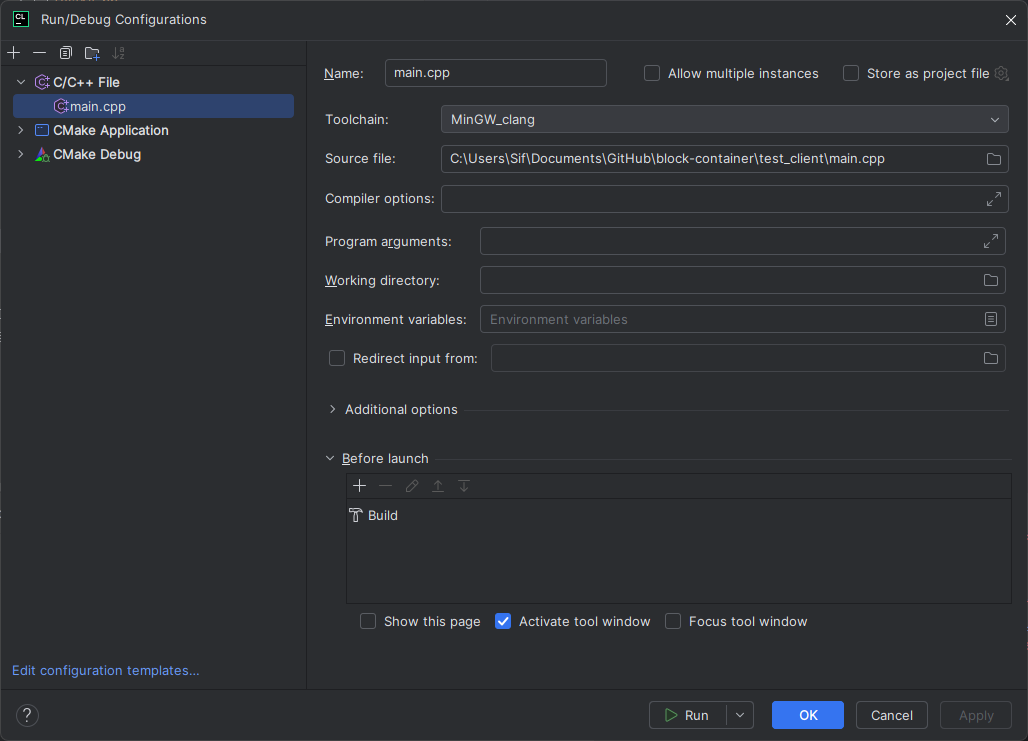 CL
Run/Debug Configurations
C/C++ File
main.cpp
CMake Application
CMake Debug
Edit configuration templates...
Name:
main.cpp
Allow multiple instances
Store as project file
Toolchain:
MinGW_clang
Source file:
C:\Users\Sif\Documents\GitHub\block-container\test_client\main.cpp
Compiler options:
Program arguments:
Working directory:
Environment variables:
Environment variables
Redirect input from:
Additional options
Before launch
Build
Show this page
Activate tool window
Focus tool window
?
Run
OK
Cancel
Apply